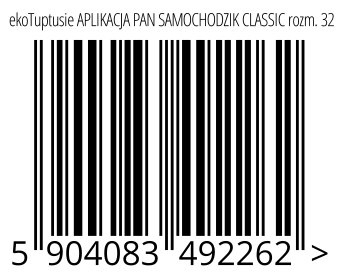 ekoTuptusie APLIKACJA PAN SAMOCHODZIK CLASSIC rozm. 32
5 904083 492262 >